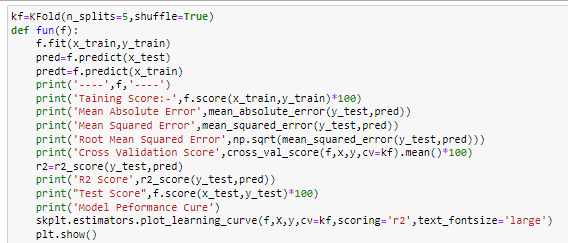 kf=KFold(n_splits=5,shuffle=True)
def fun(f):
    f.fit(x_train,y_train)
    pred=f.predict(x_test)
    predt=f.predict(x_train)
    print('----',f,'----')
    print('Taining Score:-',f.score(x_train,y_train)*100)
    print('Mean Absolute Error',mean_absolute_error(y_test,pred))
    print('Mean Squared Error',mean_squared_error(y_test,pred))
    print('Root Mean Squared Error',np.sqrt(mean_squared_error(y_test,pred)))
    print('Cross Validation Score',cross_val_score(f,x,y,cv=kf).mean()*100)
    r2=r2_score(y_test,pred)
    print('R2 Score',r2_score(y_test,pred))
    print("Test Score",f.score(x_test,y_test)*100)
    print('Model Peformance Cure')
    skplt.estimators.plot_learning_curve(f,X,y,cv=kf,scoring='r2',text_fontsize='large')
    plt.show()